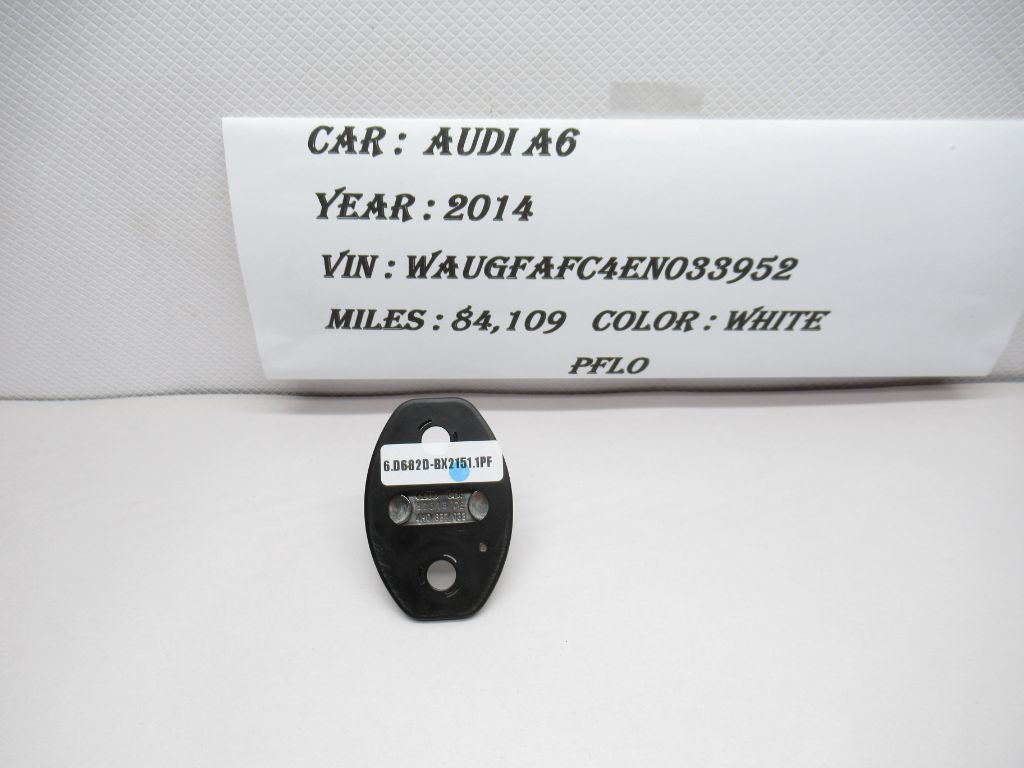 CAR : AUDI A6
YEAR : 2014
VIN : WAUGFAFC4EN033952
MILES : 84,109 COLOR : WHITE
PFLO
6.D682D-BX2151.1PF